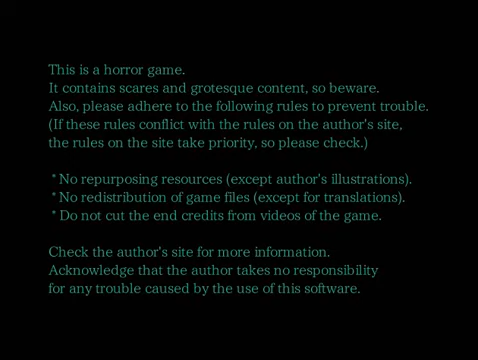 This is a horror game.
It contains scares and grotesque content, so beware.
Also, please adhere to the following rules to prevent trouble.
(If these rules conflict with the rules on the author's site,
the rules on the site take priority, so please check.)
*No repurposing resources (except author's illustrations).
*No redistribution of game files (except for translations).
*Do not cut the end credits from videos of the game.
Check the author's site for more information.
Acknowledge that the author takes no responsibility
for any trouble caused by the use of this software.